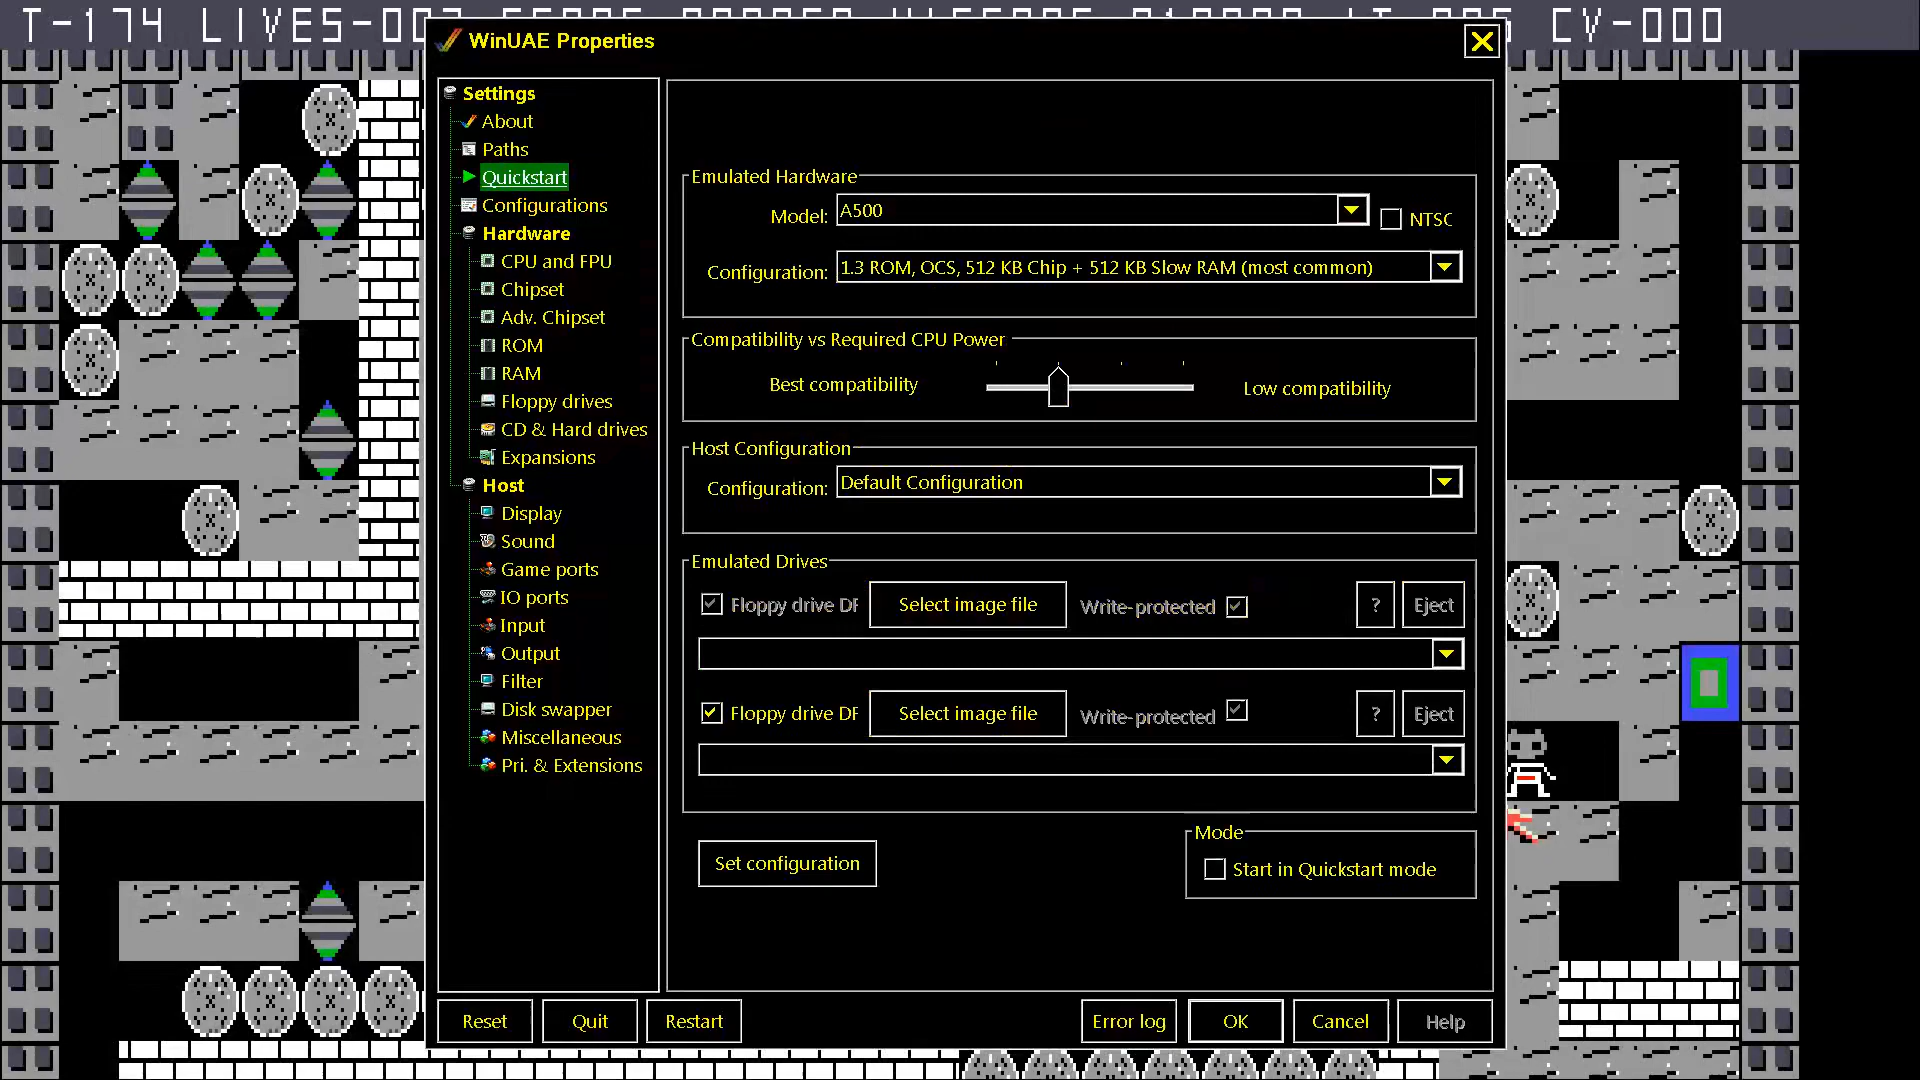 T-174 LIVES-00
CV-000
WinUAE Properties
Settings
About
Paths
Quickstart
Configurations
Hardware
CPU and FPU
Chipset
Adv. Chipset
ROM
RAM
Floppy drives
CD & Hard drives
Expansions
Host
Display
Sound
Game ports
IO ports
Input
Output
Filter
Disk swapper
Miscellaneous
Pri. & Extensions
Emulated Hardware
Model: A500
NTSC
Configuration: 1.3 ROM, OCS, 512 KB Chip + 512 KB Slow RAM (most common)
Compatibility vs Required CPU Power
Best compatibility
Low compatibility
Host Configuration
Configuration: Default Configuration
Emulated Drives
Floppy drive DF Select image file Write-protected ? Eject
Floppy drive DF Select image file Write-protected ? Eject
Set configuration
Mode
Start in Quickstart mode
Reset Quit Restart Error log OK Cancel Help